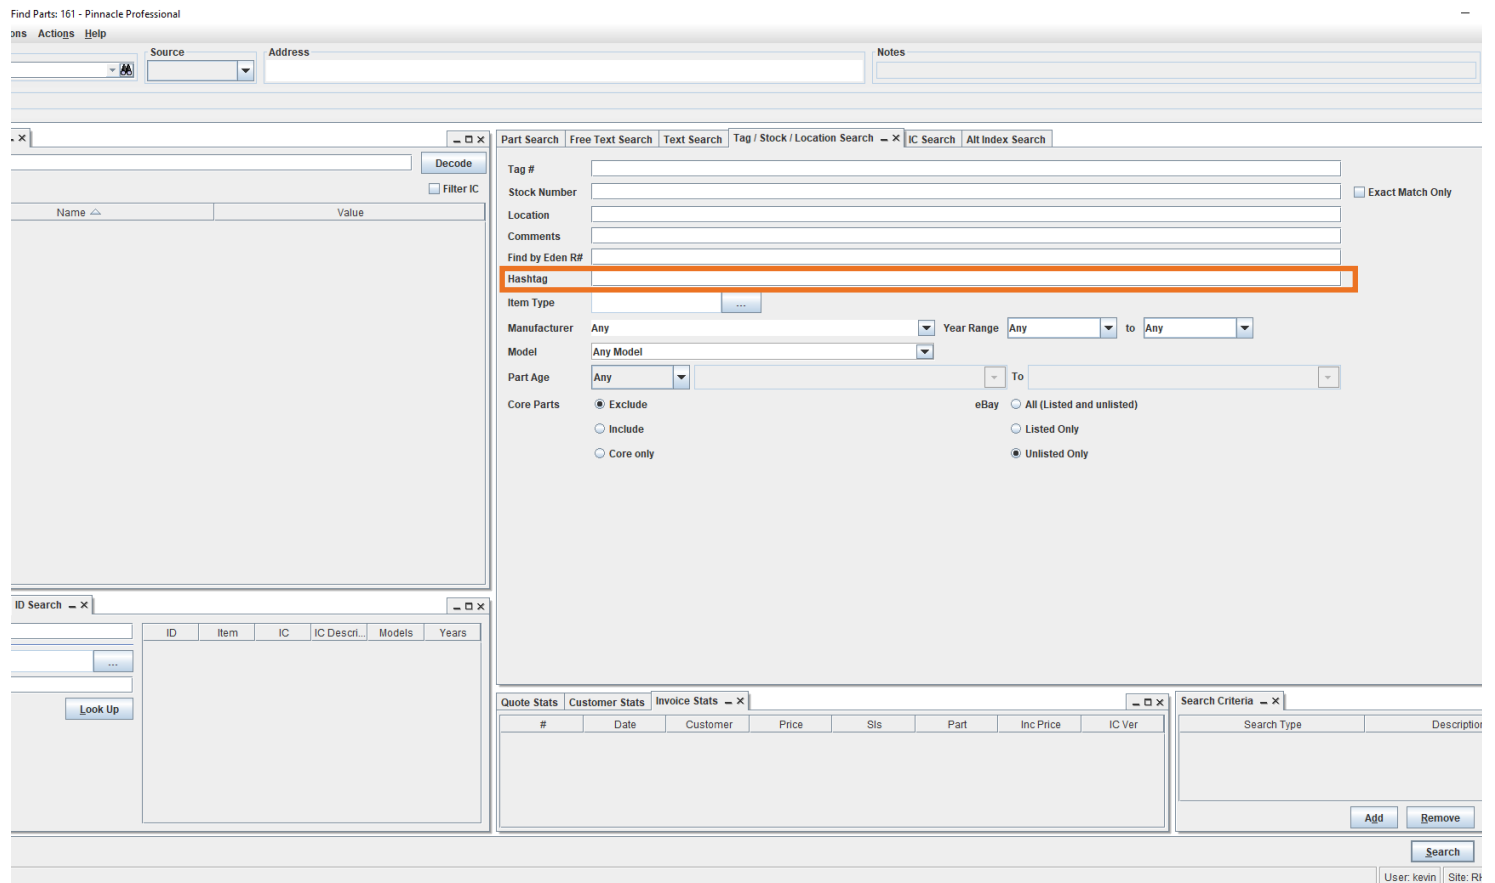 Find Parts: 161 - Pinnacle Professional
ons Actions Help
Source
Address
Notes
Decode
Filter IC
Name
Value
Part Search
Free Text Search
Text Search
Tag / Stock / Location Search
IC Search
Alt Index Search
Tag #
Stock Number
Exact Match Only
Location
Comments
Find by Eden R#
Hashtag
Item Type
...
Manufacturer Any
Year Range Any to Any
Model Any Model
Part Age Any To
Core Parts Exclude
Include
Core only
eBay All (Listed and unlisted)
Listed Only
Unlisted Only
ID Search
ID Item IC IC Descri... Models Years
...
Look Up
Quote Stats
Customer Stats
Invoice Stats
# Date Customer Price Sls Part Inc Price IC Ver
Search Criteria
Search Type Description
Add Remove
Search
User: kevin Site: RH